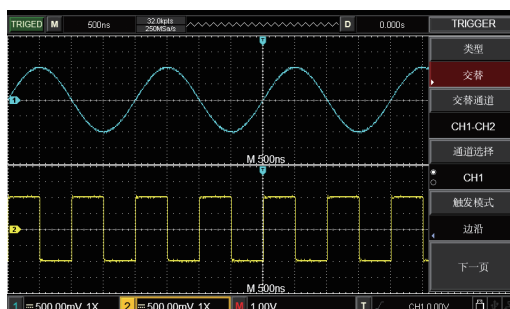 TRIGED M 500ns 32.0kpts D 0.000s TRIGGER
250MSa/s
类型
T
交替
1
交替通道
CH1-CH2
M 500ns
通道选择
T
CH1
触发模式
2
边沿
下一页
M 500ns
1 500.00mV 1X 2 500.00mV 1X M 1.00V T CH1 0.00V